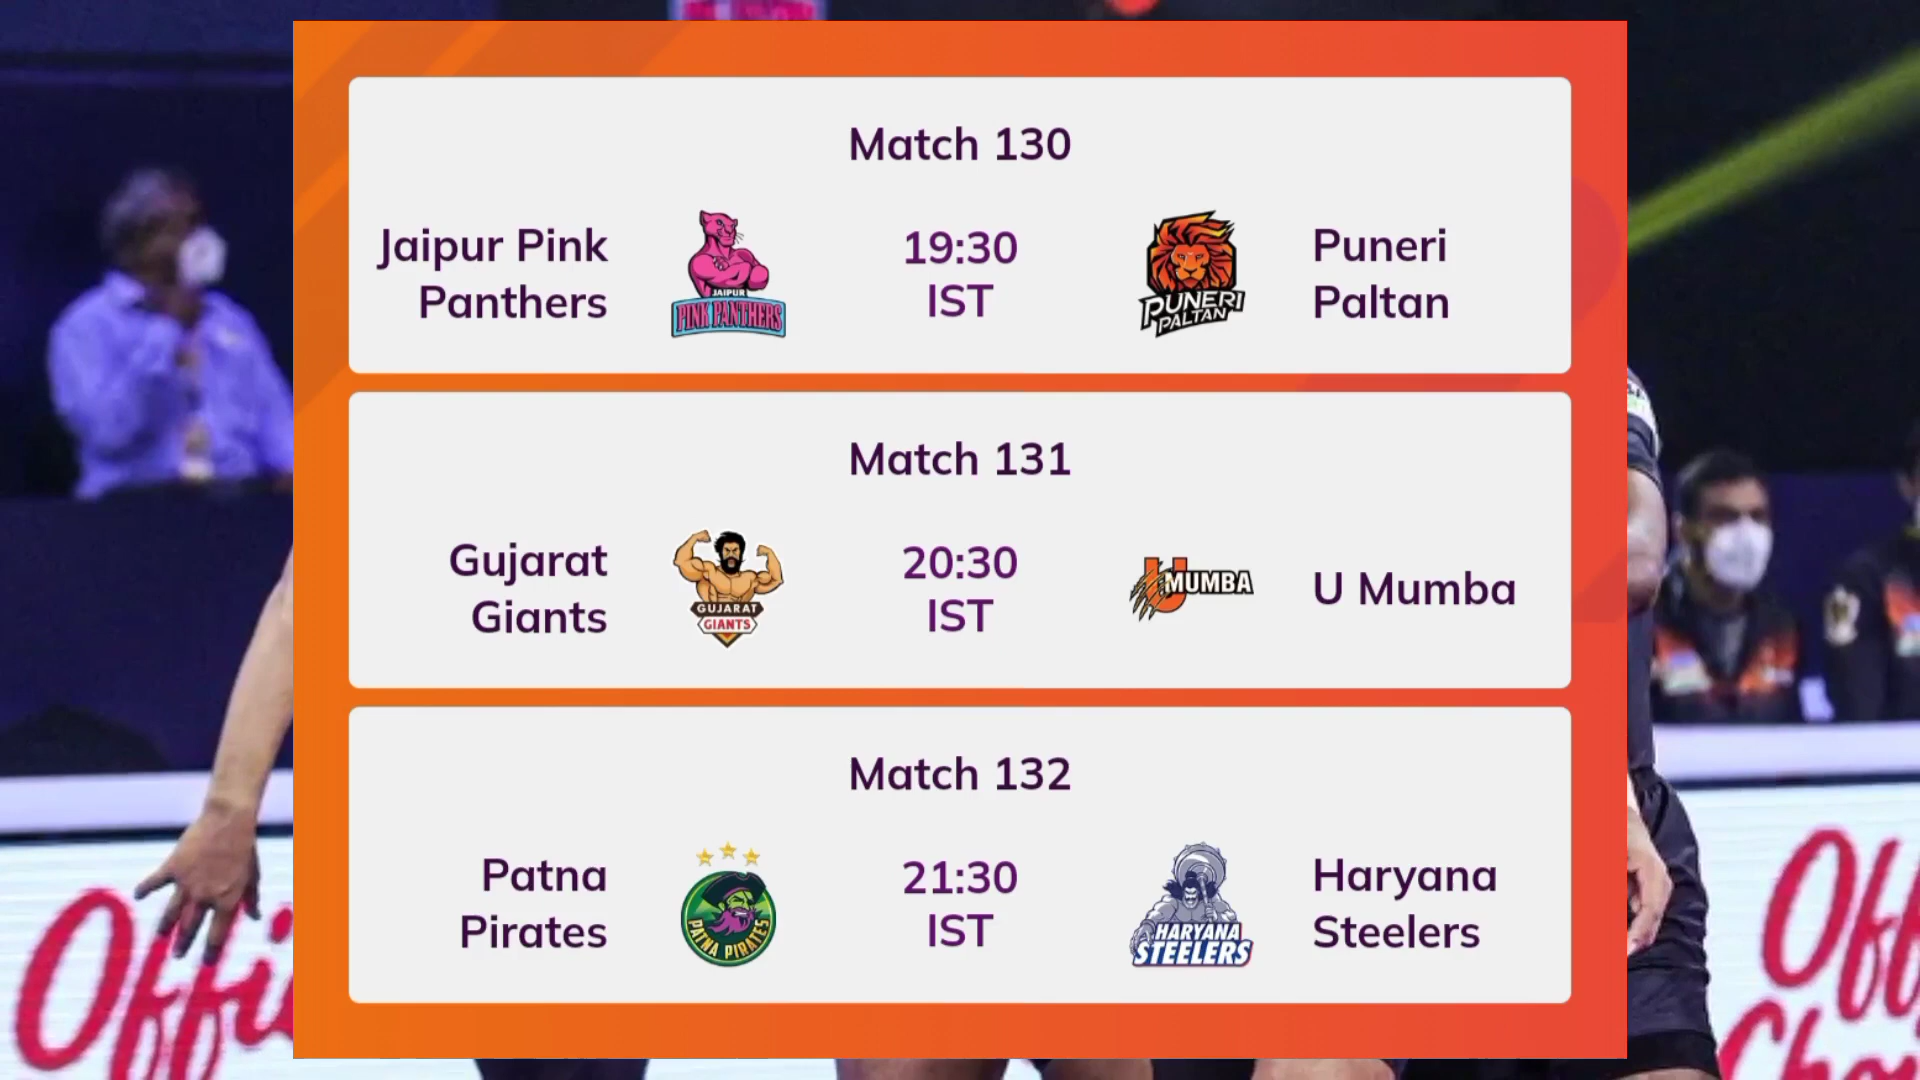 Match 130
Jaipur Pink
Panthers
JAIPUR
PINK PANTHERS
19:30
IST
PUNERI
PALTAN
Puneri
Paltan
Match 131
Gujarat
Giants
GUJARAT
GIANTS
20:30
IST
U MUMBA
U Mumba
Match 132
Patna
Pirates
PATNA PIRATES
21:30
IST
HARYANA
STEELERS
Haryana
Steelers